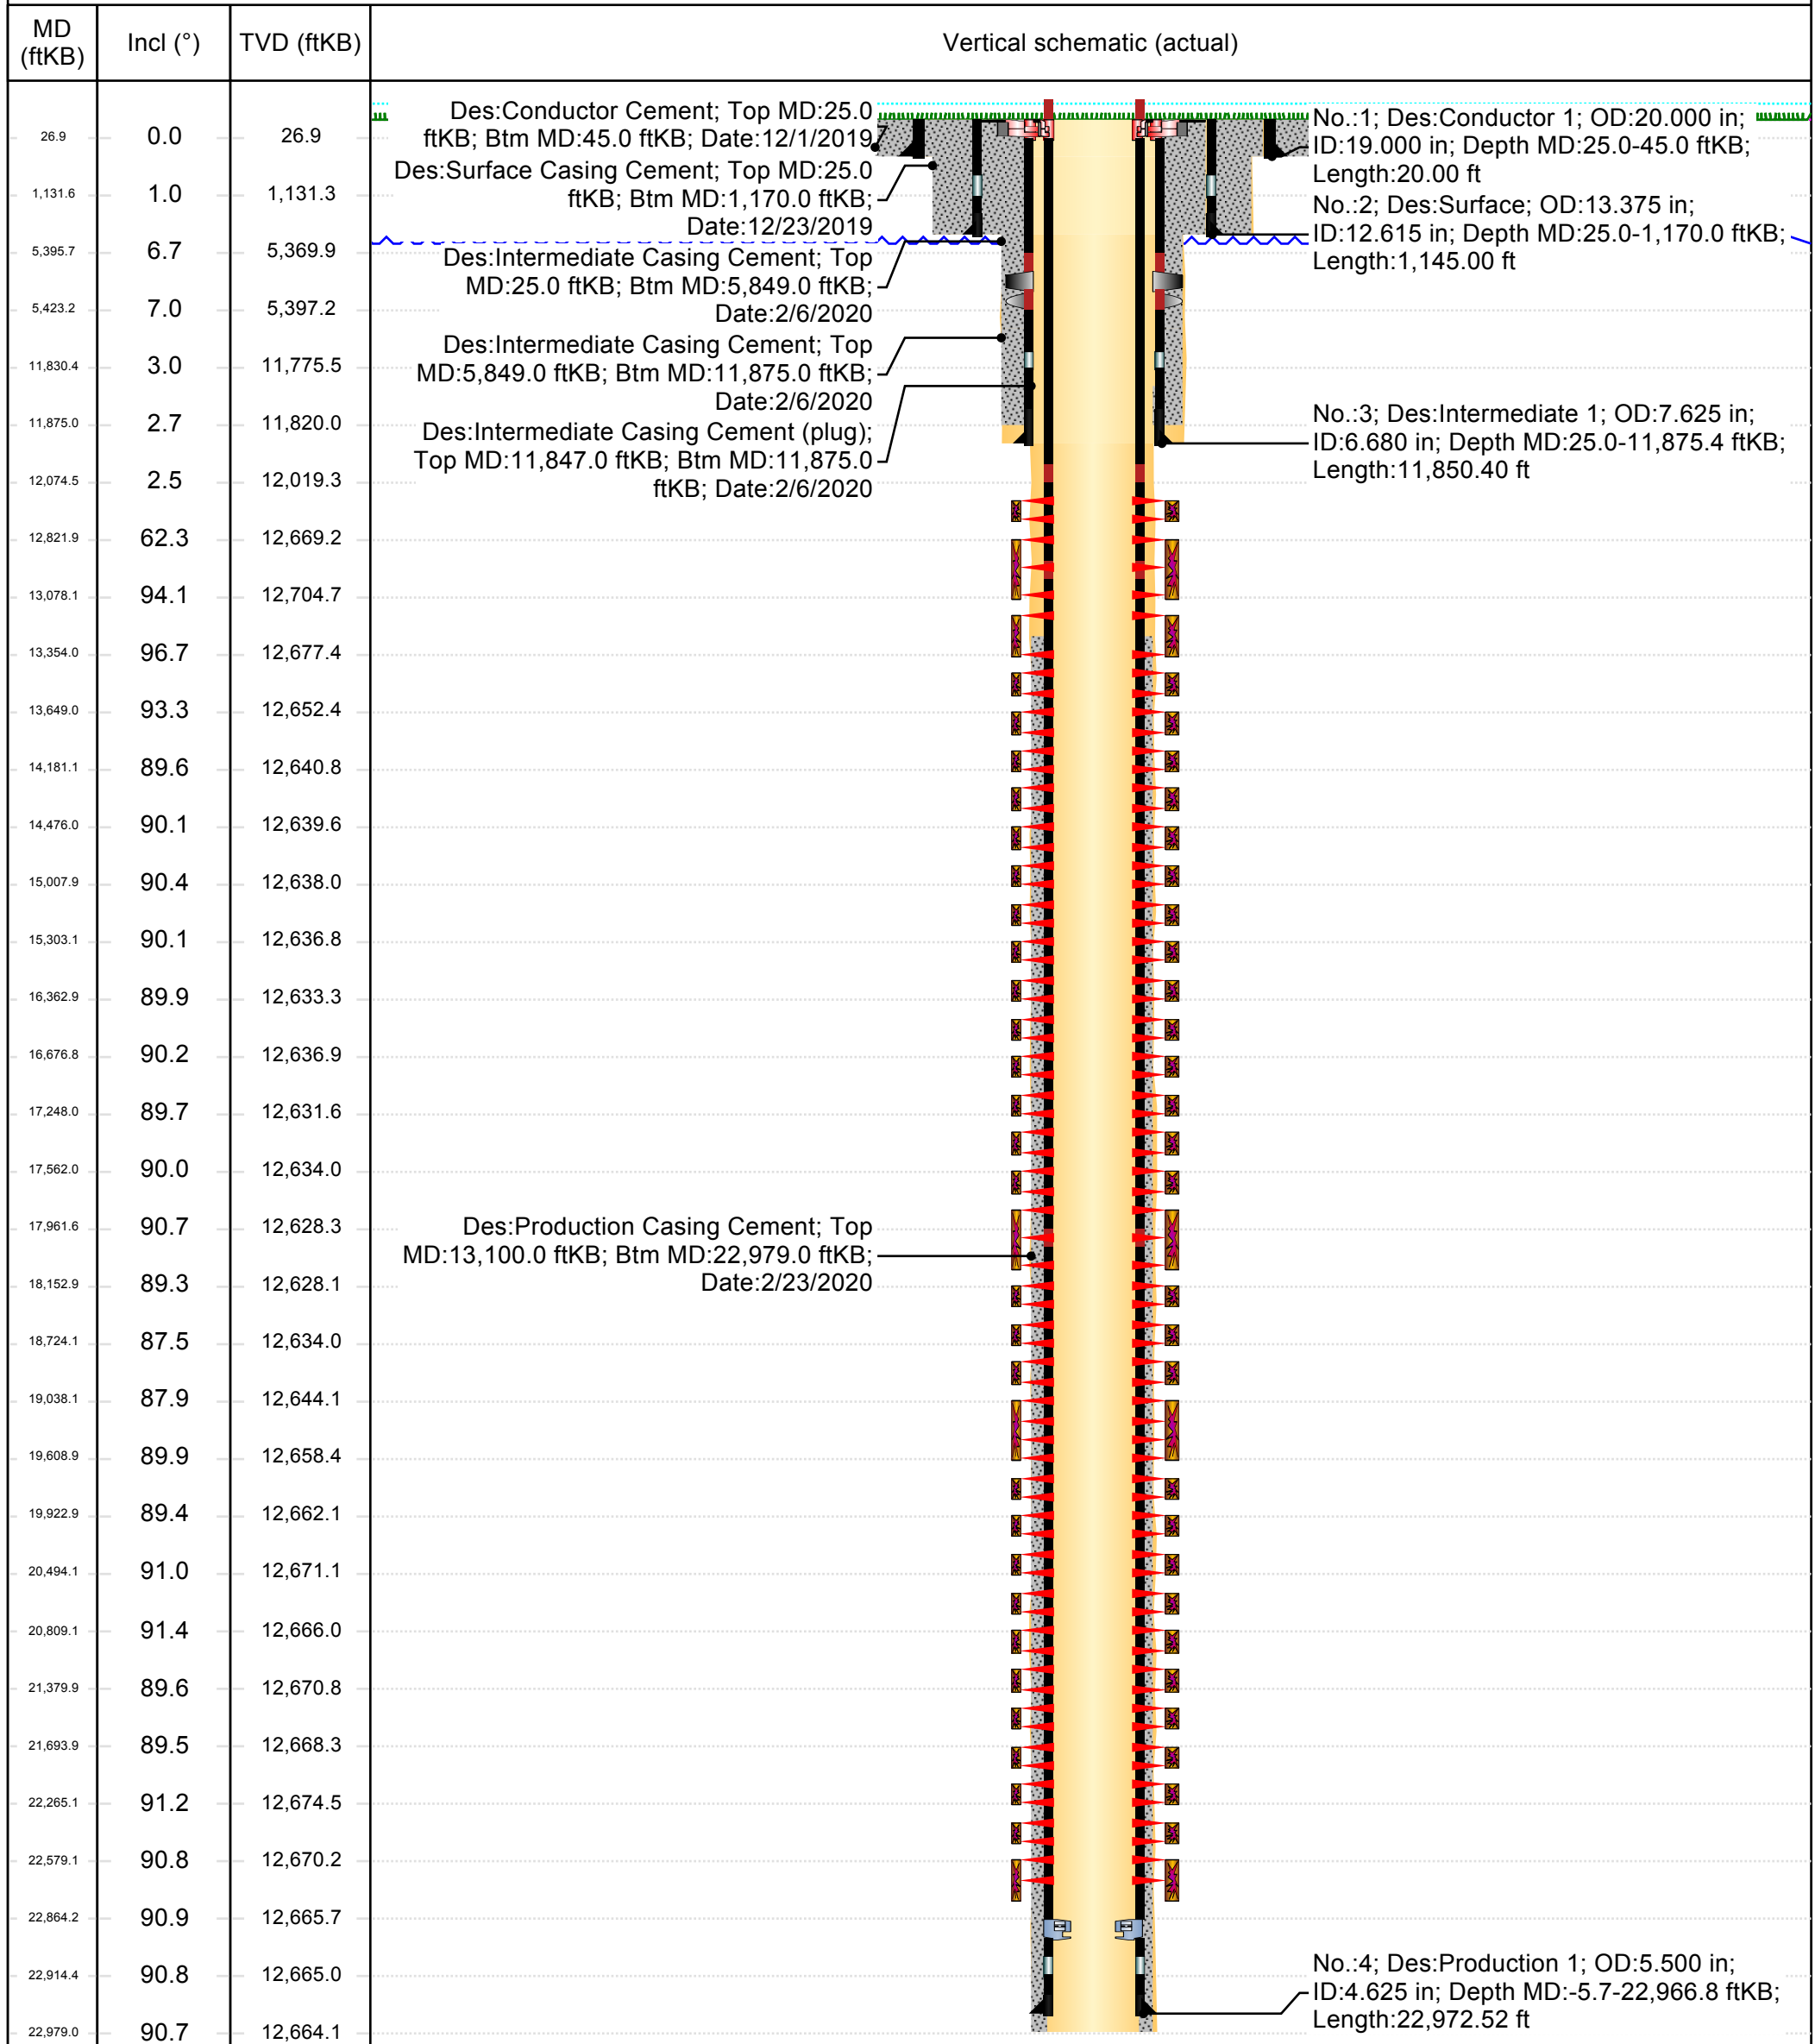 MD
(ftKB)
Incl (°)
TVD (ftKB)
Vertical schematic (actual)
26.9 0.0 26.9
1,131.6 1.0 1,131.3
5,395.7 6.7 5,369.9
5,423.2 7.0 5,397.2
11,830.4 3.0 11,775.5
11,875.0 2.7 11,820.0
12,074.5 2.5 12,019.3
12,821.9 62.3 12,669.2
13,078.1 94.1 12,704.7
13,354.0 96.7 12,677.4
13,649.0 93.3 12,652.4
14,181.1 89.6 12,640.8
14,476.0 90.1 12,639.6
15,007.9 90.4 12,638.0
15,303.1 90.1 12,636.8
16,362.9 89.9 12,633.3
16,676.8 90.2 12,636.9
17,248.0 89.7 12,631.6
17,562.0 90.0 12,634.0
17,961.6 90.7 12,628.3
18,152.9 89.3 12,628.1
18,724.1 87.5 12,634.0
19,038.1 87.9 12,644.1
19,608.9 89.9 12,658.4
19,922.9 89.4 12,662.1
20,494.1 91.0 12,671.1
20,809.1 91.4 12,666.0
21,379.9 89.6 12,670.8
21,693.9 89.5 12,668.3
22,265.1 91.2 12,674.5
22,579.1 90.8 12,670.2
22,864.2 90.9 12,665.7
22,914.4 90.8 12,665.0
22,979.0 90.7 12,664.1
Des:Conductor Cement; Top MD:25.0
ftKB; Btm MD:45.0 ftKB; Date:12/1/2019
Des:Surface Casing Cement; Top MD:25.0
ftKB; Btm MD:1,170.0 ftKB;
Date:12/23/2019
Des:Intermediate Casing Cement; Top
MD:25.0 ftKB; Btm MD:5,849.0 ftKB;
Date:2/6/2020
Des:Intermediate Casing Cement; Top
MD:5,849.0 ftKB; Btm MD:11,875.0 ftKB;
Date:2/6/2020
Des:Intermediate Casing Cement (plug);
Top MD:11,847.0 ftKB; Btm MD:11,875.0
ftKB; Date:2/6/2020
Des:Production Casing Cement; Top
MD:13,100.0 ftKB; Btm MD:22,979.0 ftKB;
Date:2/23/2020
No.:1; Des:Conductor 1; OD:20.000 in;
ID:19.000 in; Depth MD:25.0-45.0 ftKB;
Length:20.00 ft
No.:2; Des:Surface; OD:13.375 in;
ID:12.615 in; Depth MD:25.0-1,170.0 ftKB;
Length:1,145.00 ft
No.:3; Des:Intermediate 1; OD:7.625 in;
ID:6.680 in; Depth MD:25.0-11,875.4 ftKB;
Length:11,850.40 ft
No.:4; Des:Production 1; OD:5.500 in;
ID:4.625 in; Depth MD:-5.7-22,966.8 ftKB;
Length:22,972.52 ft